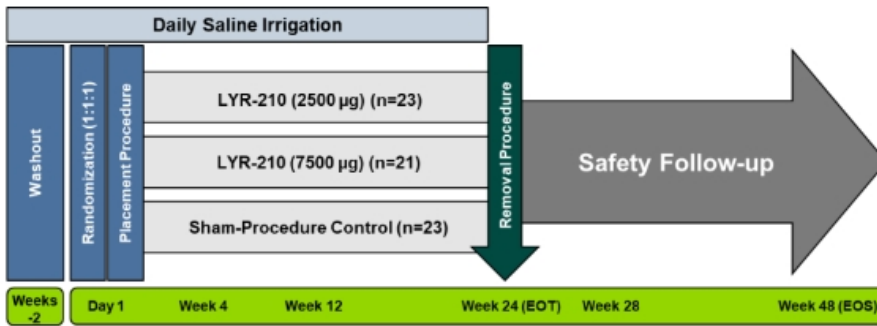 Daily Saline Irrigation
Washout
Randomization (1:1:1)
Placement Procedure
LYR-210 (2500 µg) (n=23)
LYR-210 (7500 µg) (n=21)
Sham-Procedure Control (n=23)
Removal Procedure
Safety Follow-up
Weeks
-2
Day 1
Week 4
Week 12
Week 24 (EOT)
Week 28
Week 48 (EOS)